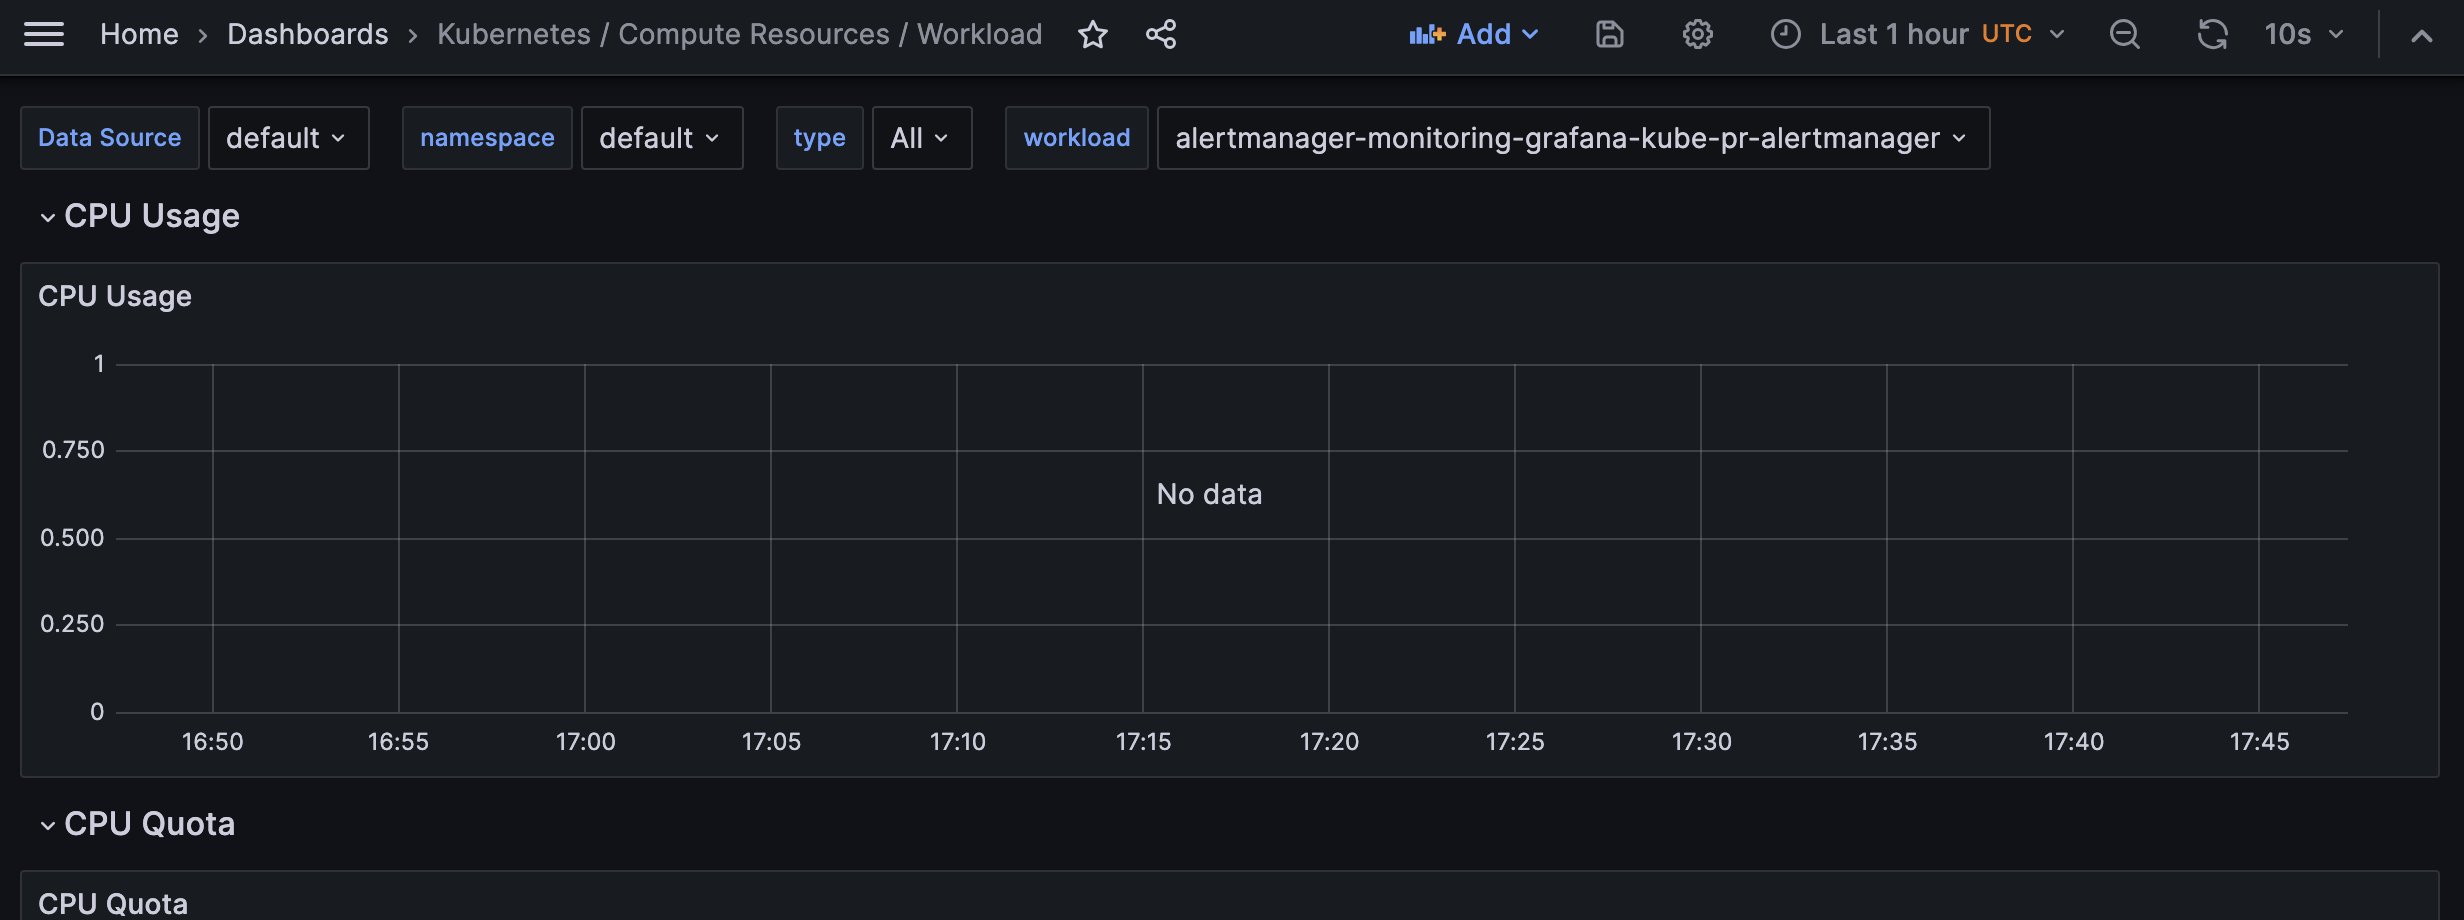 Home › Dashboards › Kubernetes / Compute Resources / Workload Add Last 1 hour UTC 10s
Data Source default namespace default type All workload alertmanager-monitoring-grafana-kube-pr-alertmanager
CPU Usage
CPU Usage
1
0.750
No data
0.500
0.250
0
16:50 16:55 17:00 17:05 17:10 17:15 17:20 17:25 17:30 17:35 17:40 17:45
CPU Quota
CPU Quota